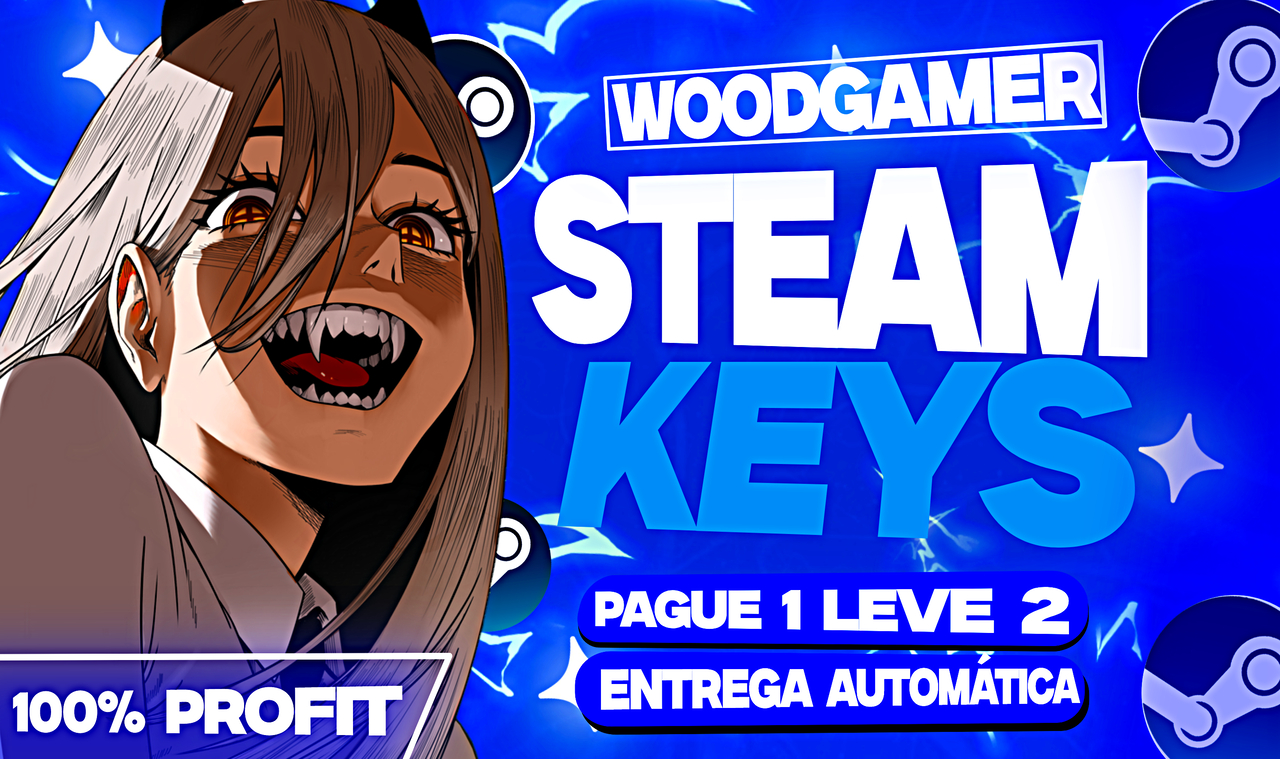 WOODGAMER
STEAM
KEYS
PAGUE 1 LEVE 2
ENTREGA AUTOMÁTICA
100% PROFIT